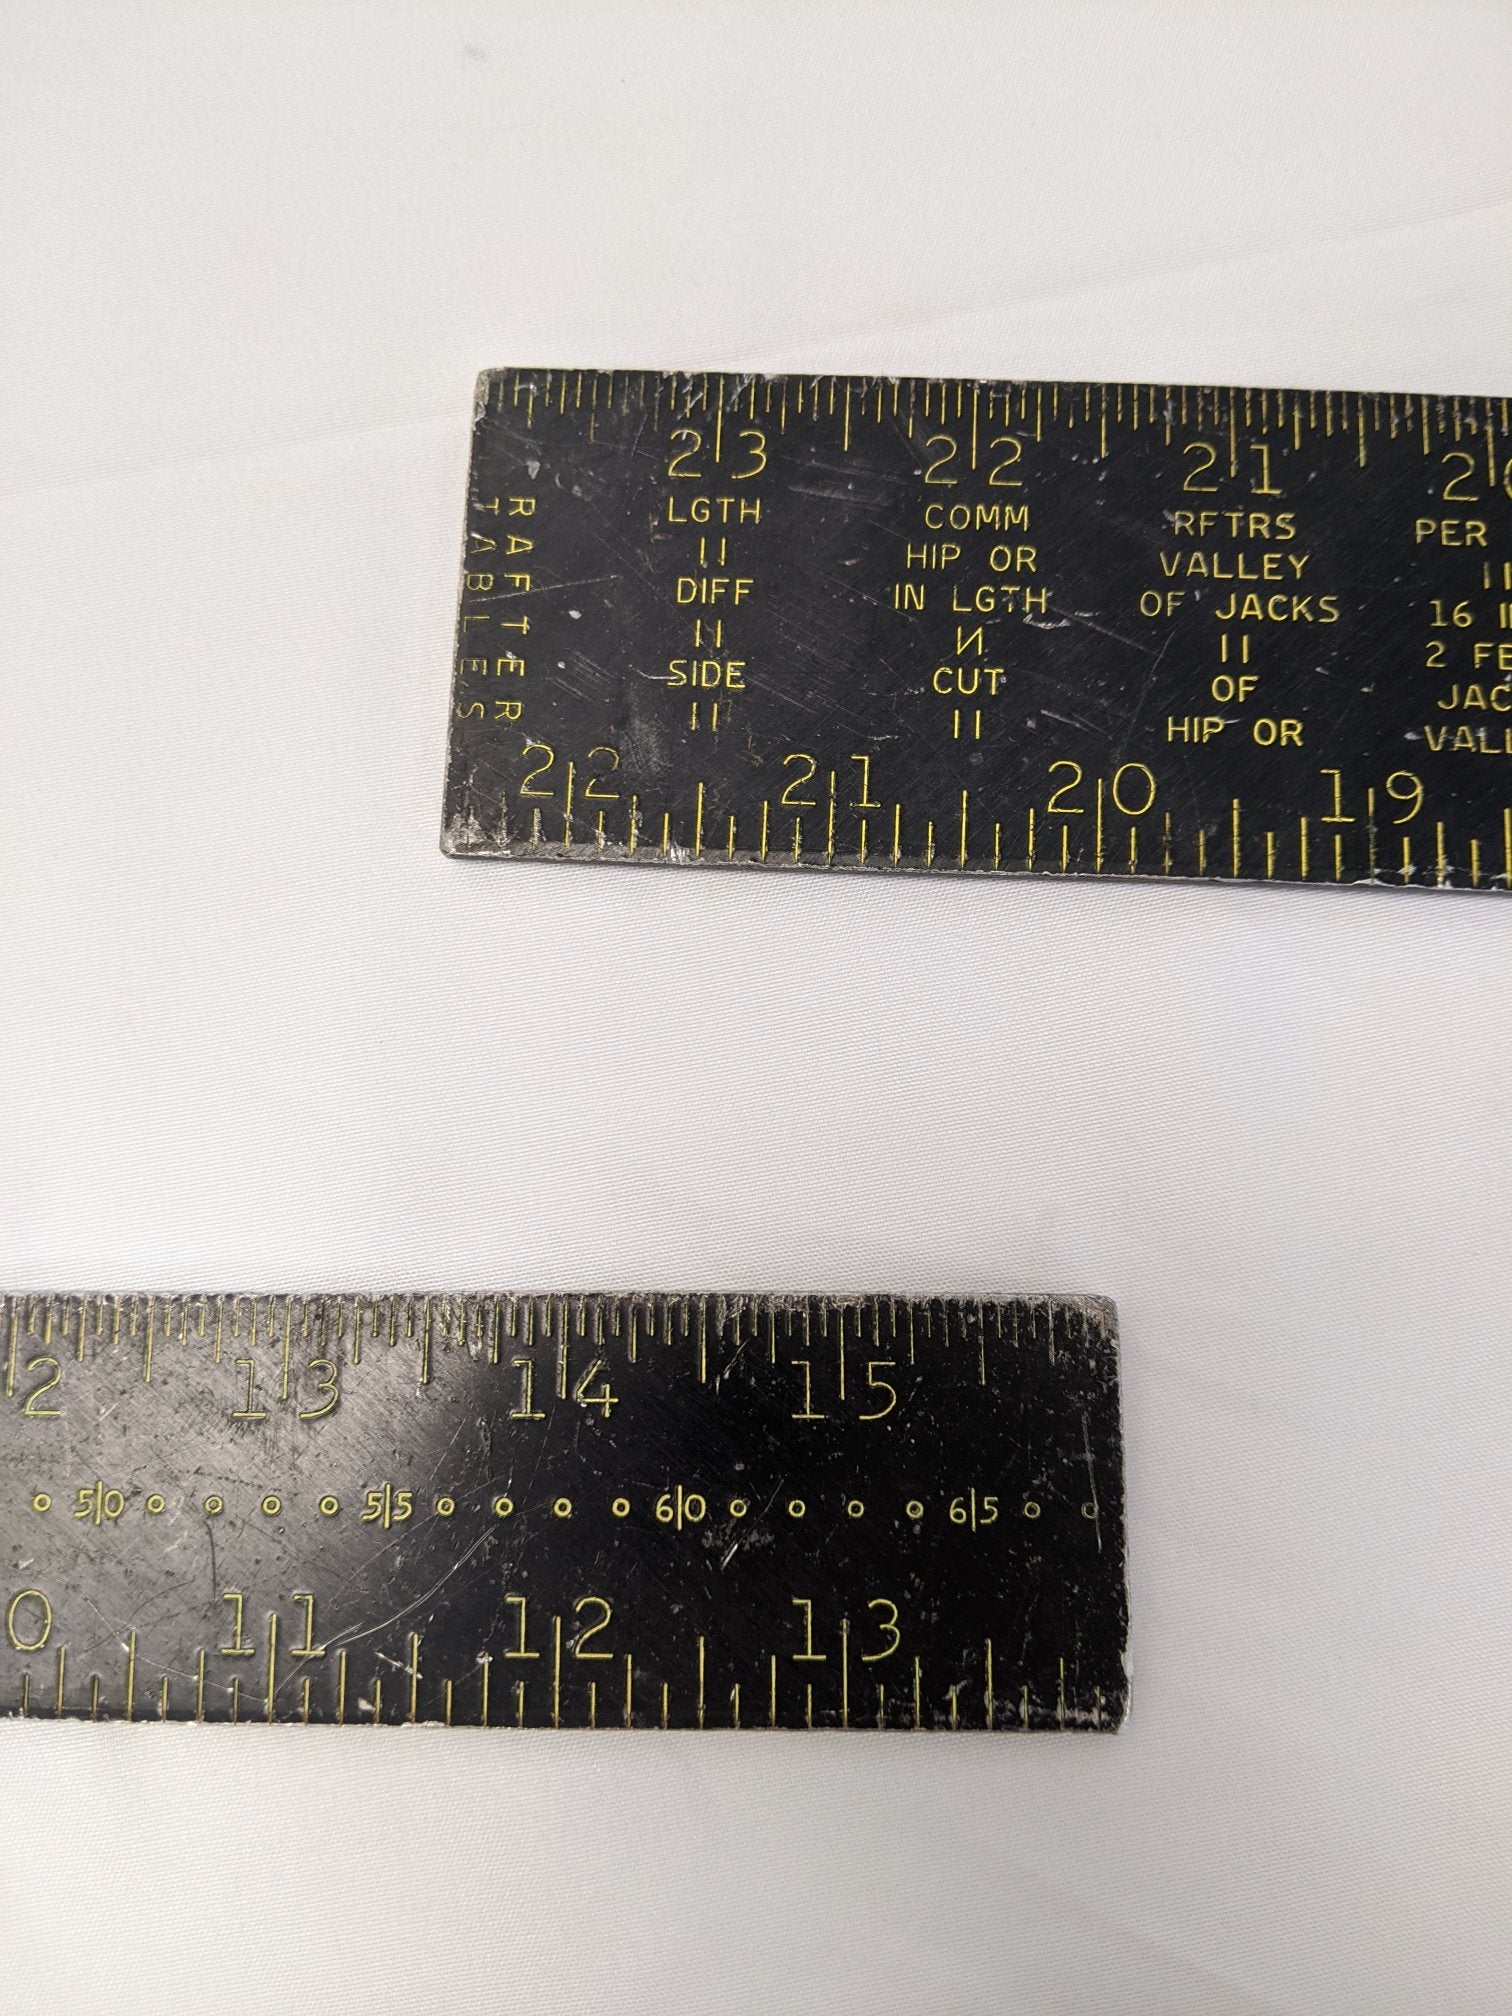 23 22 21 20
LGTH COMM RFTRS PER
" HIP OR VALLEY "
DIFF IN LGTH OF JACKS 16 I
" И OF 2 FE
SIDE CUT OF JAC
" " HIP OR VALL
RAFTER
TABLES
22 21 20 19
2 13 14 15
50 55 60 65
0 11 12 13